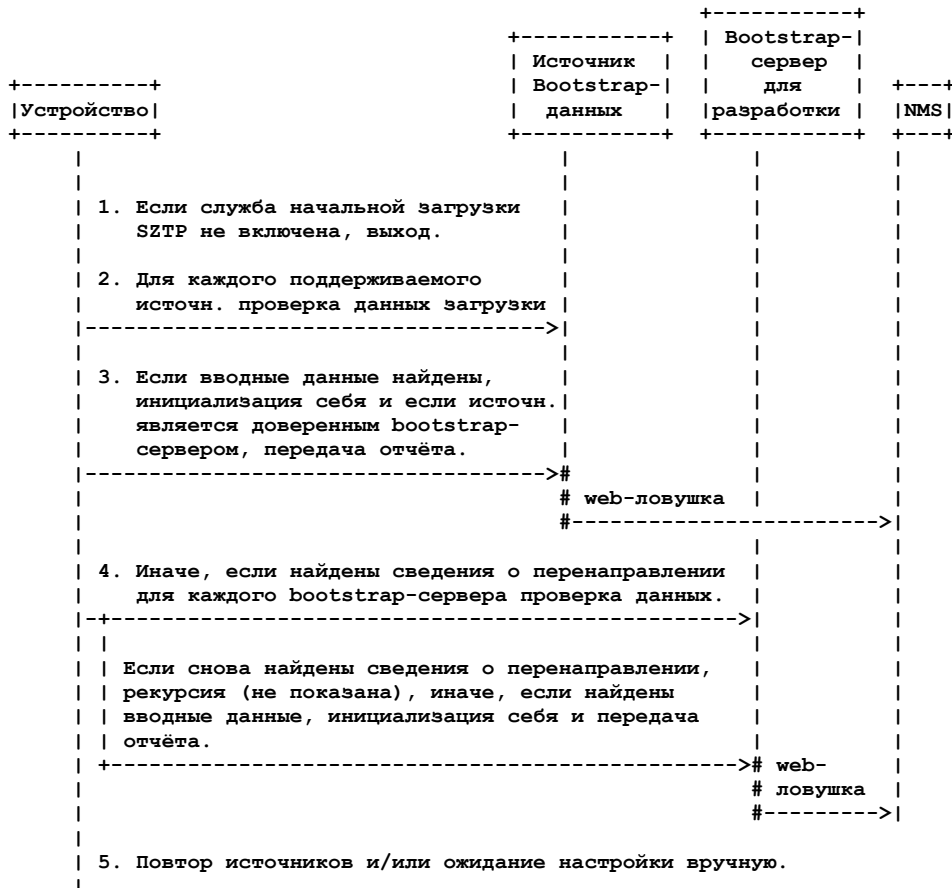 Bootstrap-
Источник сервер
Bootstrap- для
Устройство данных разработки NMS
1. Если служба начальной загрузки
SZTP не включена, выход.
2. Для каждого поддерживаемого
источн. проверка данных загрузки
3. Если вводные данные найдены,
инициализация себя и если источн.
является доверенным bootstrap-
сервером, передача отчёта.
web-ловушка
4. Иначе, если найдены сведения о перенаправлении
для каждого bootstrap-сервера проверка данных.
Если снова найдены сведения о перенаправлении,
рекурсия (не показана), иначе, если найдены
вводные данные, инициализация себя и передача
отчёта.
web-
ловушка
5. Повтор источников и/или ожидание настройки вручную.